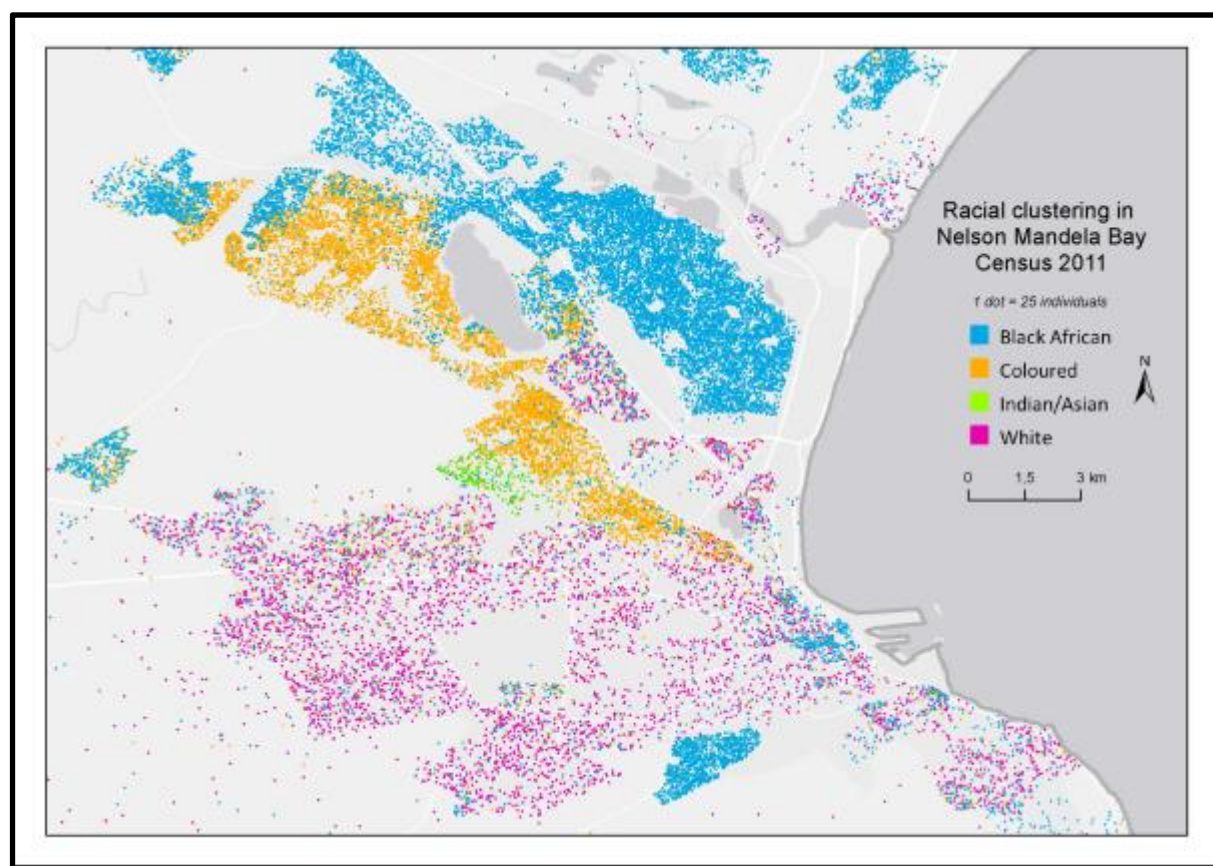 Racial clustering in
Nelson Mandela Bay
Census 2011
1 dot = 25 individuals
Black African
Coloured
Indian/Asian
White
N
0 1,5 3 km